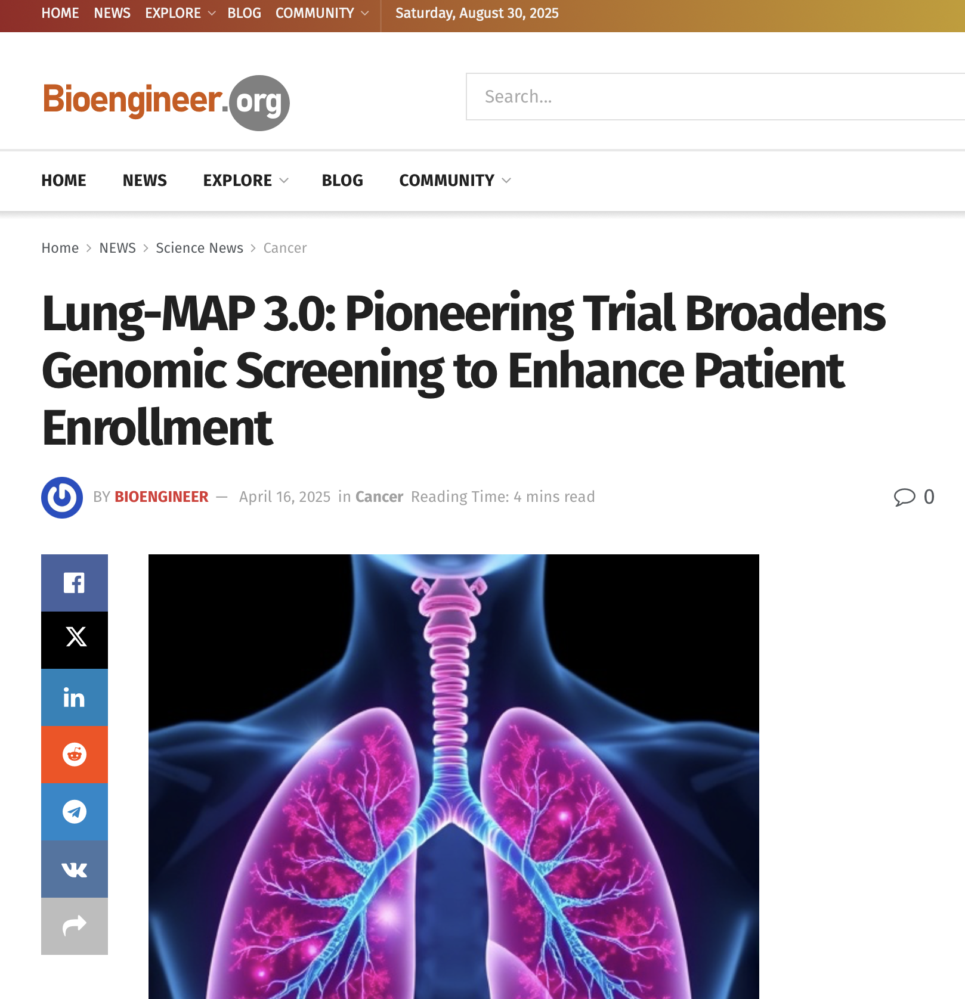 HOME NEWS EXPLORE BLOG COMMUNITY Saturday, August 30, 2025
Bioengineer.org
Search...
HOME NEWS EXPLORE BLOG COMMUNITY
Home > NEWS > Science News > Cancer
Lung-MAP 3.0: Pioneering Trial Broadens
Genomic Screening to Enhance Patient
Enrollment
BY BIOENGINEER — April 16, 2025 in Cancer Reading Time: 4 mins read
0